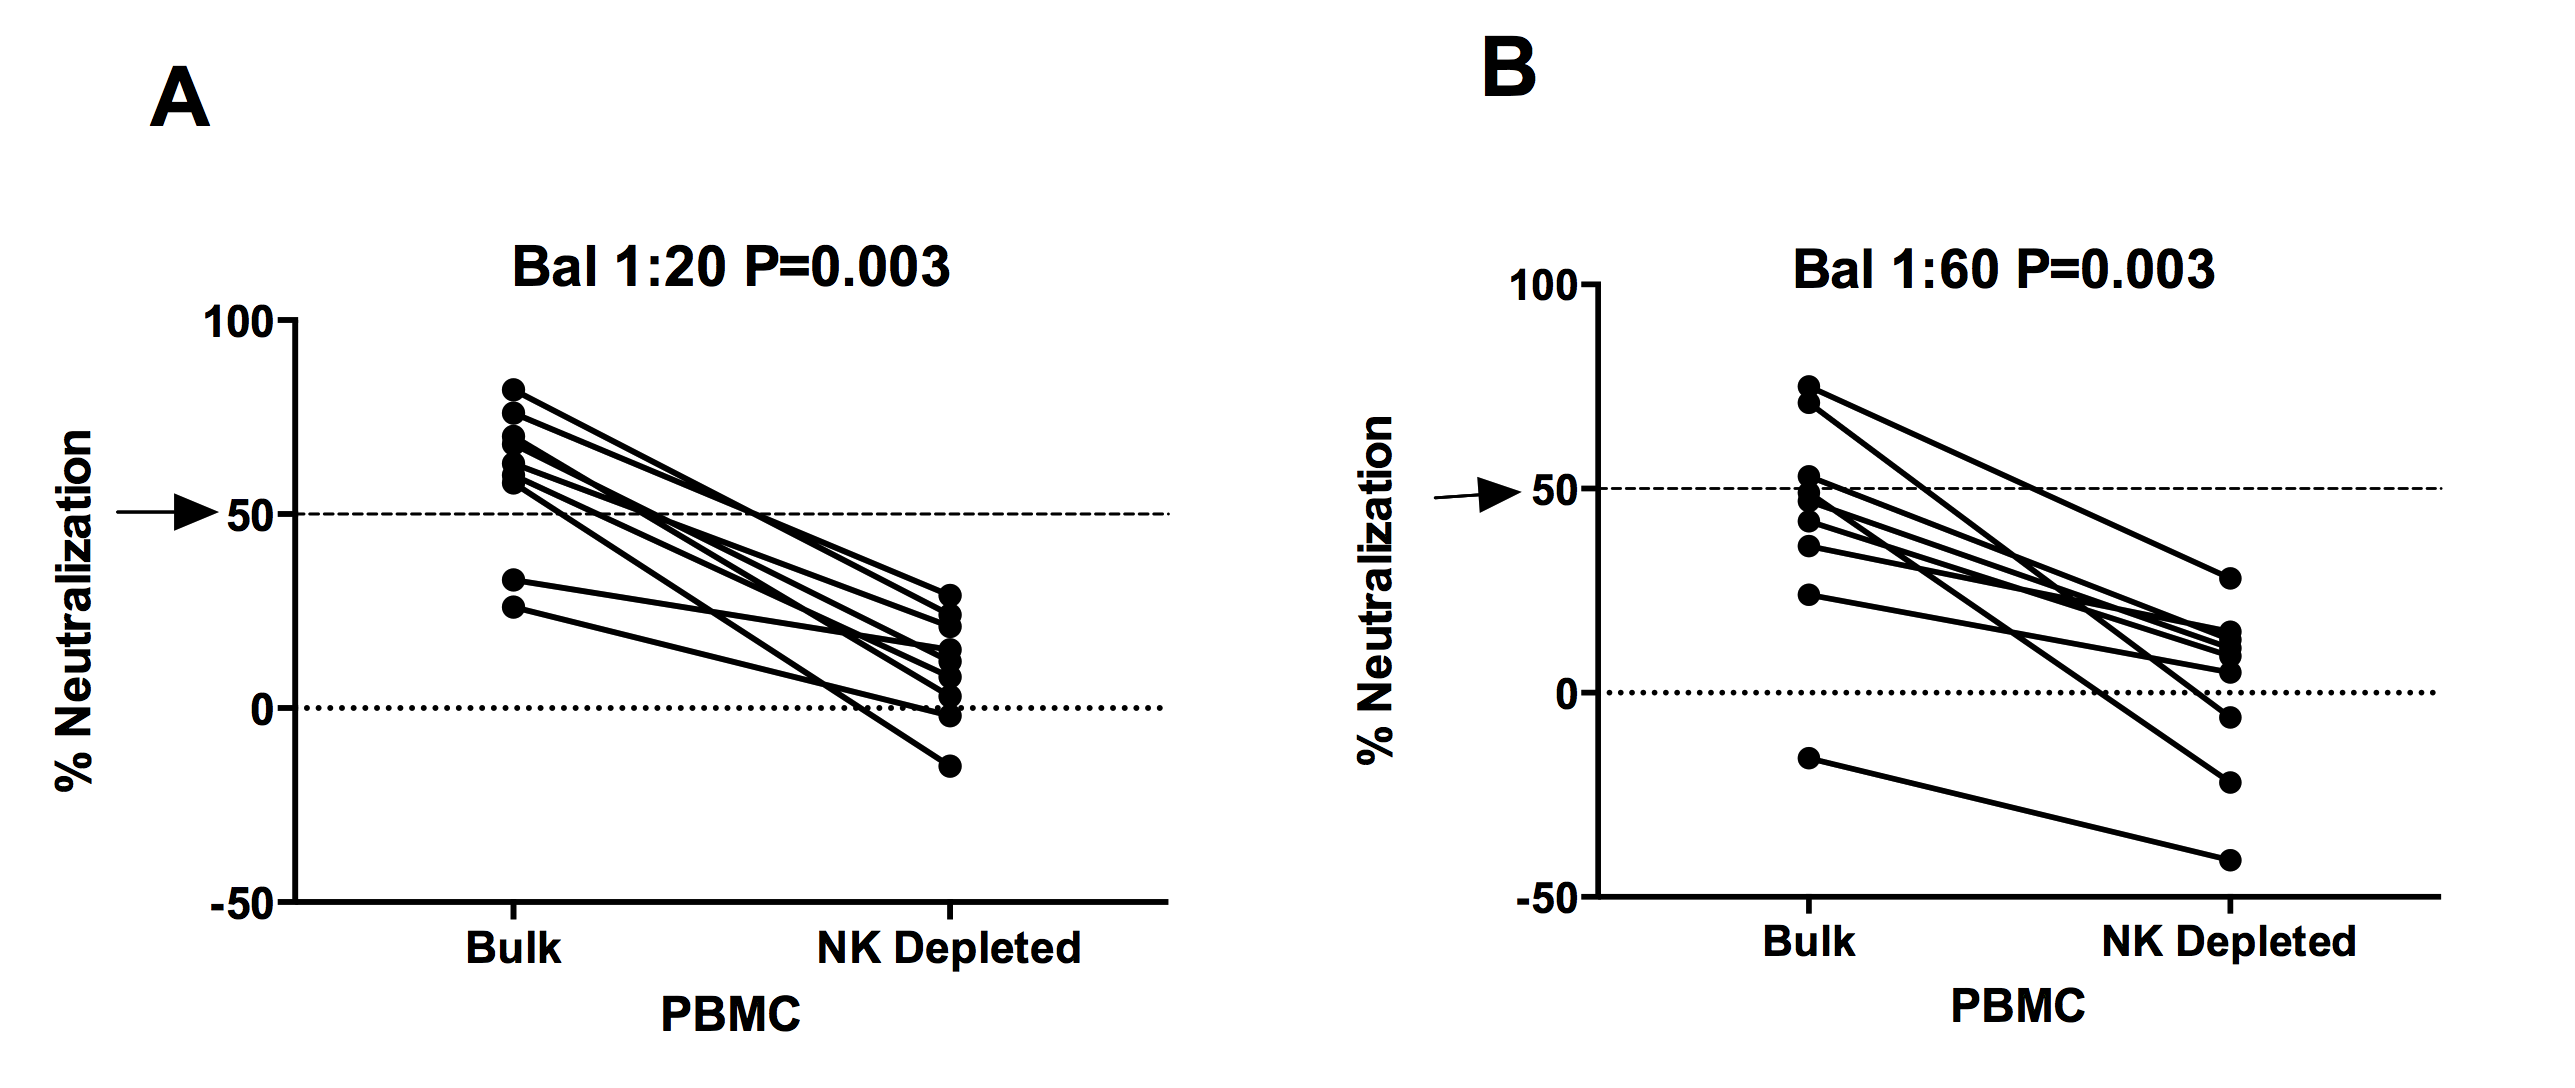 A
Bal 1:20 P=0.003
100
50
0
-50
% Neutralization
Bulk
NK Depleted
PBMC
B
Bal 1:60 P=0.003
100
50
0
-50
% Neutralization
Bulk
NK Depleted
PBMC